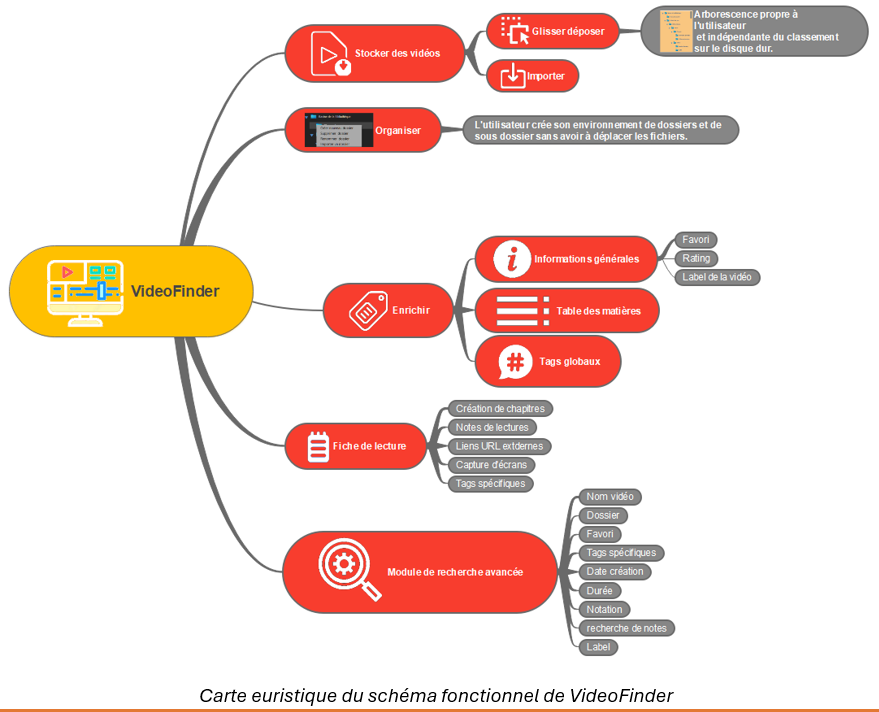 Stocker des vidéos
Glisser déposer
Arborescence propre à
l'utilisateur
et indépendante du classement
sur le disque dur.
Importer
Organiser
L'utilisateur crée son environnement de dossiers et de
sous dossier sans avoir à déplacer les fichiers.
VideoFinder
Enrichir
Informations générales
Favori
Rating
Label de la vidéo
Table des matières
Tags globaux
Fiche de lecture
Création de chapitres
Notes de lectures
Liens URL extdernes
Capture d'écrans
Tags spécifiques
Module de recherche avancée
Nom vidéo
Dossier
Favori
Tags spécifiques
Date création
Durée
Notation
recherche de notes
Label
Carte euristique du schéma fonctionnel de VideoFinder